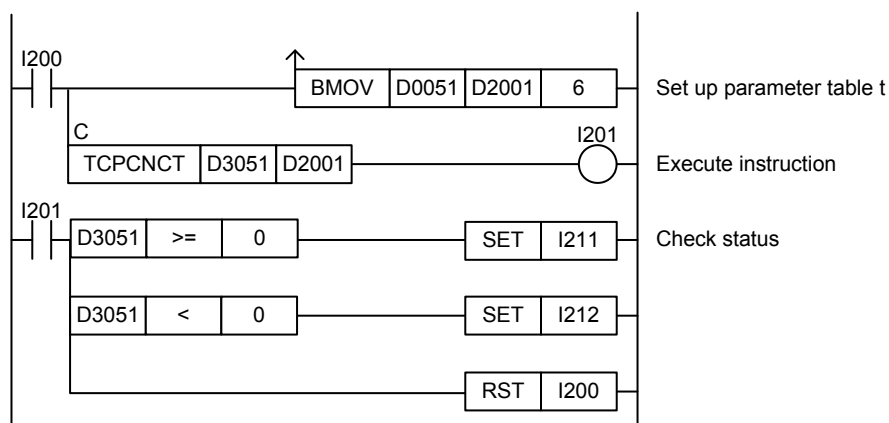 I200
BMOV D0051 D2001 6 Set up parameter table t
C I201
TCPCNCT D3051 D2001 Execute instruction
I201
D3051 >= 0 SET I211 Check status
D3051 < 0 SET I212
RST I200